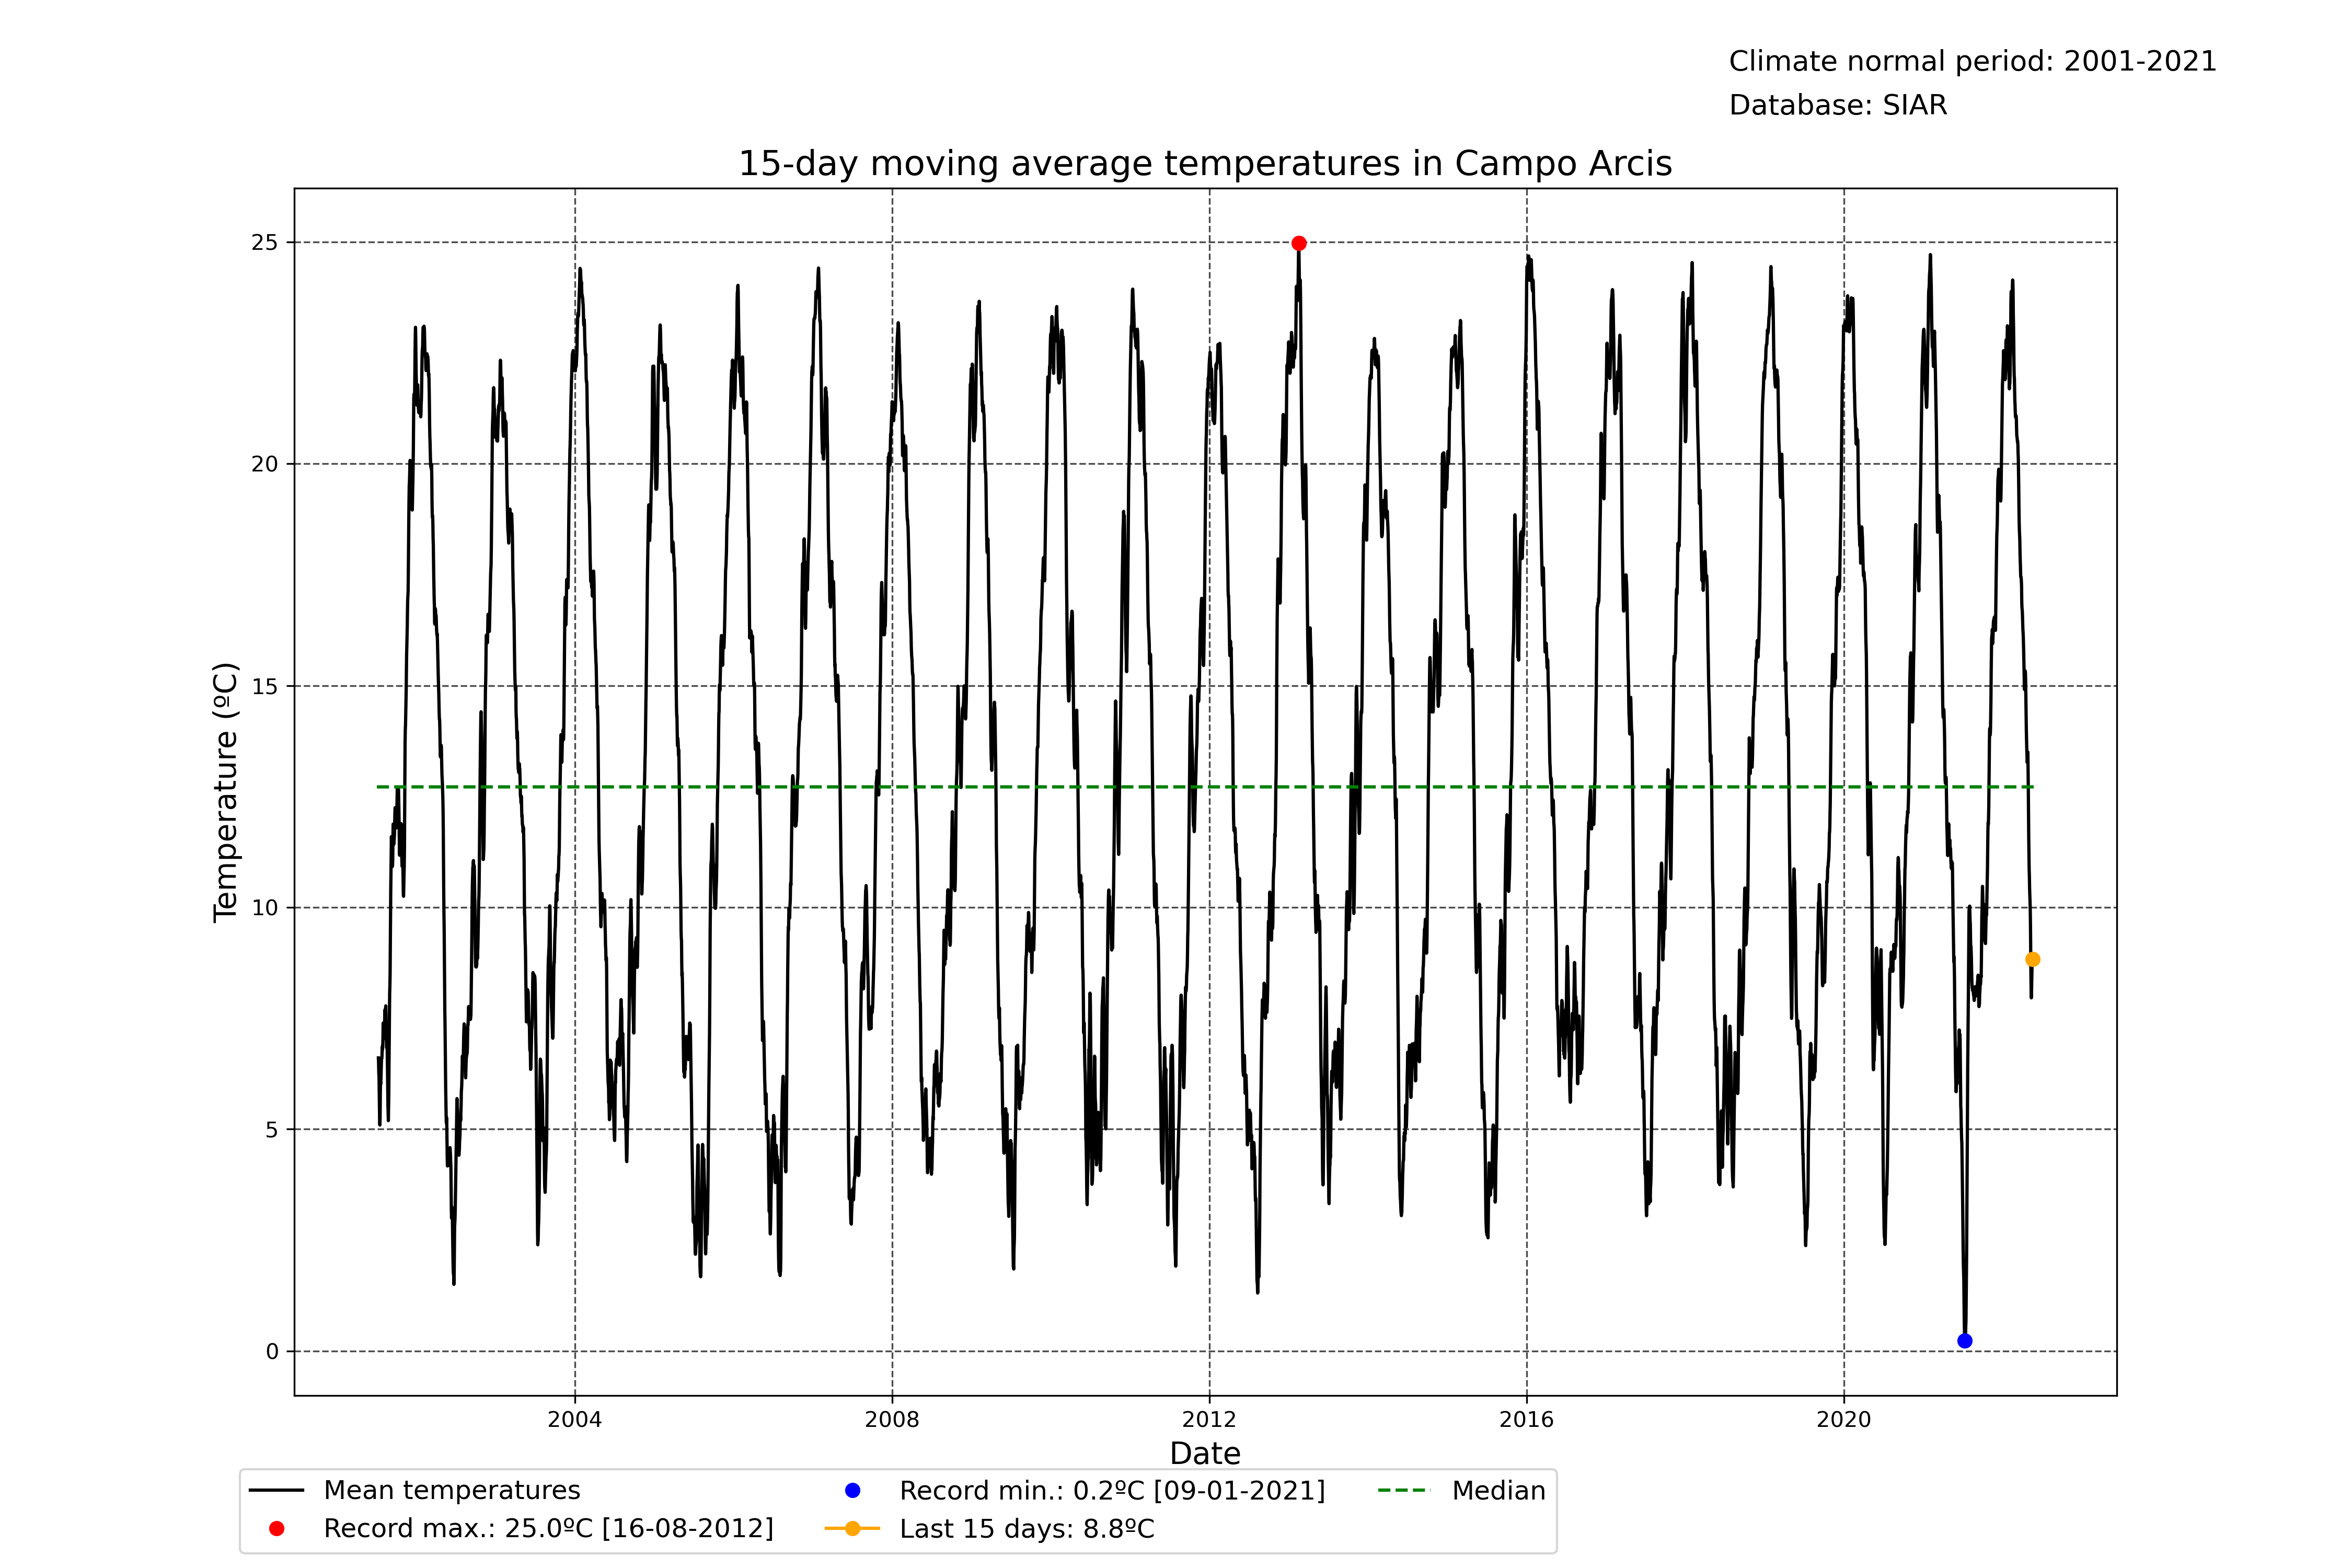 Climate normal period: 2001-2021
Database: SIAR
15-day moving average temperatures in Campo Arcis
25
20
15
10
5
0
Temperature (ºC)
2004 2008 2012 2016 2020
Date
Mean temperatures
Record max.: 25.0ºC [16-08-2012]
Record min.: 0.2ºC [09-01-2021]
Last 15 days: 8.8ºC
Median